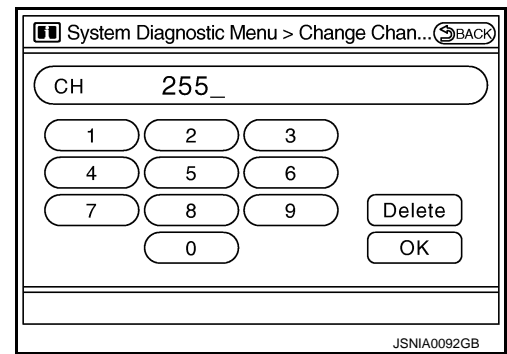 System Diagnostic Menu > Change Chan... BACK
CH 255_
1 2 3
4 5 6
7 8 9 Delete
0 OK
JSNIA0092GB